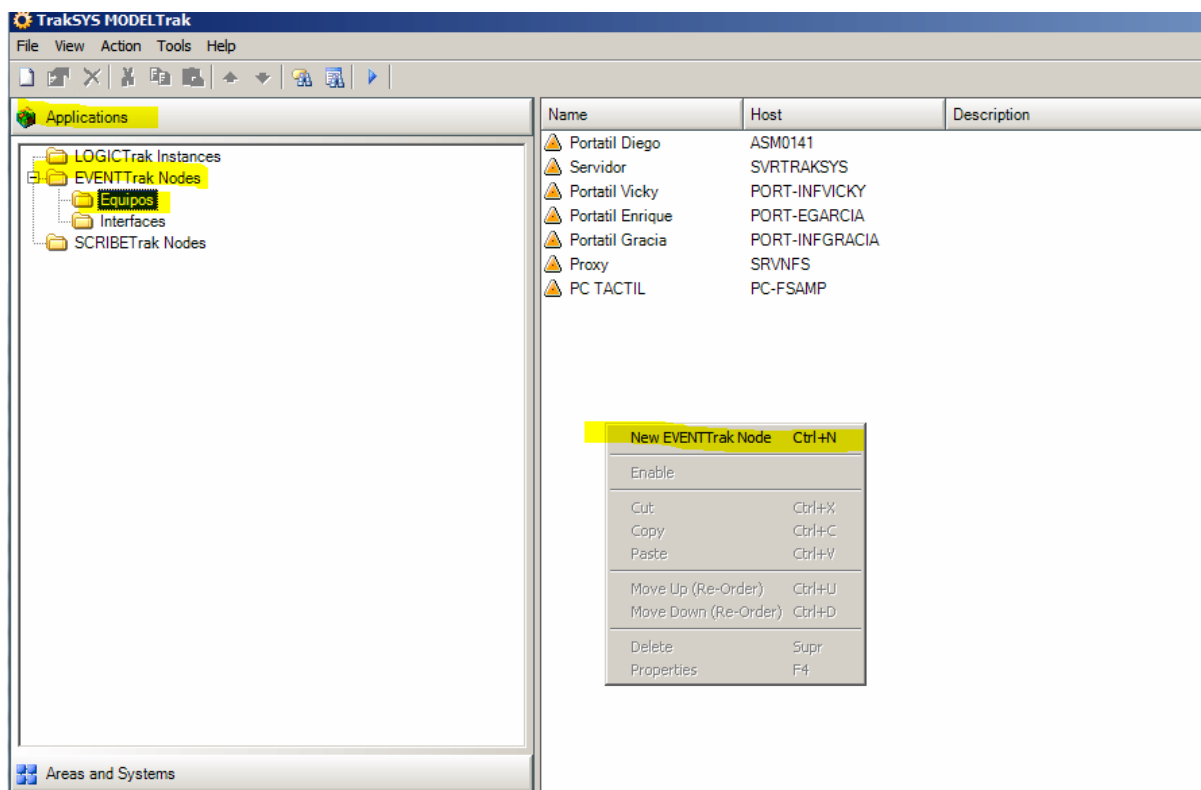 TrakSYS MODELTrak
File View Action Tools Help
Applications
LOGICTrak Instances
EVENTTrak Nodes
Equipos
Interfaces
SCRIBETrak Nodes
Areas and Systems
Name Host Description
Portatil Diego ASM0141
Servidor SVRTRAKSYS
Portatil Vicky PORT-INFVICKY
Portatil Enrique PORT-EGARCIA
Portatil Gracia PORT-INFGRACIA
Proxy SRVNFS
PC TACTIL PC-FSAMP
New EVENTTrak Node Ctrl+N
Enable
Cut Ctrl+X
Copy Ctrl+C
Paste Ctrl+V
Move Up (Re-Order) Ctrl+U
Move Down (Re-Order) Ctrl+D
Delete Supr
Properties F4